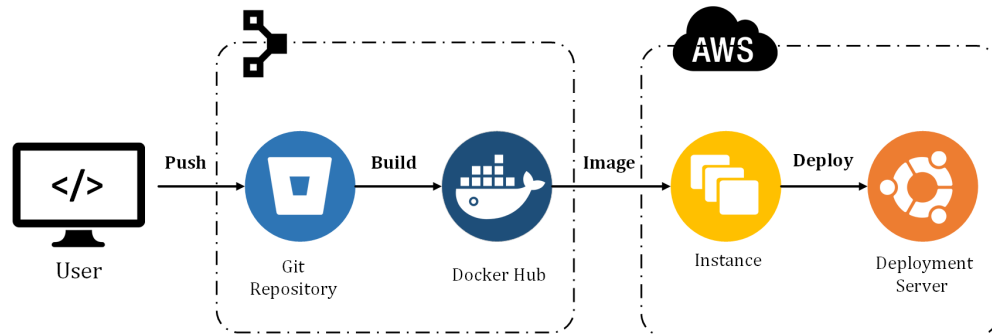 AWS
Push
Build
Image
Deploy
</>
User
Git
Repository
Docker Hub
Instance
Deployment
Server